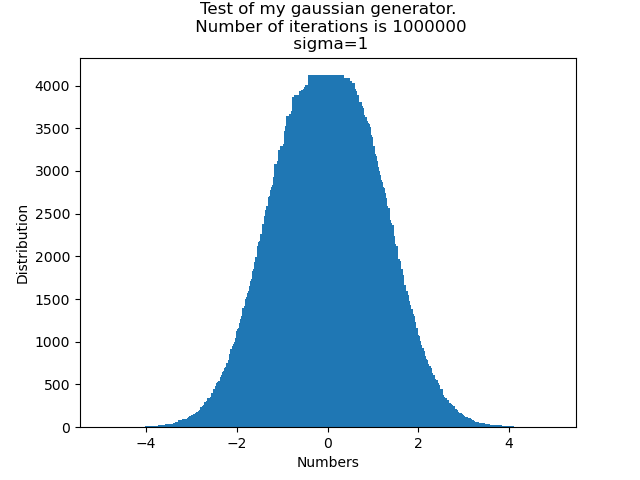 Test of my gaussian generator.
Number of iterations is 1000000
sigma=1
4000
3500
3000
2500
2000
1500
1000
500
0
Distribution
−4
−2
0
2
4
Numbers